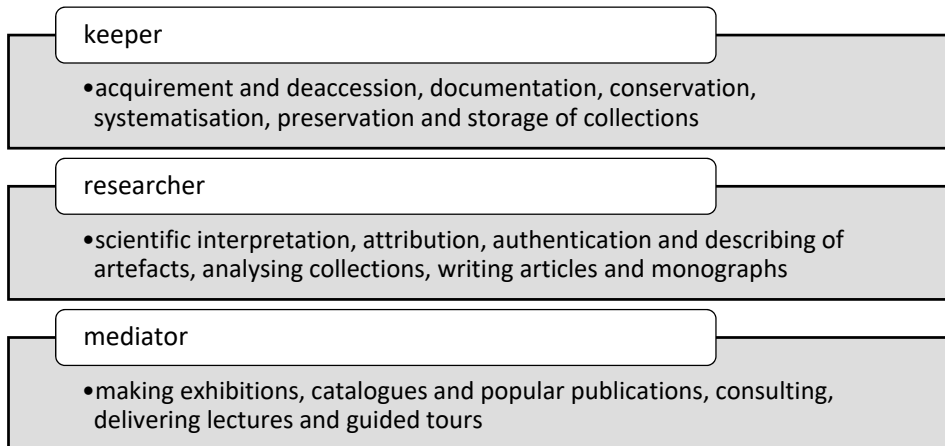 keeper
•acquirement and deaccession, documentation, conservation,
systematisation, preservation and storage of collections
researcher
•scientific interpretation, attribution, authentication and describing of
artefacts, analysing collections, writing articles and monographs
mediator
•making exhibitions, catalogues and popular publications, consulting,
delivering lectures and guided tours